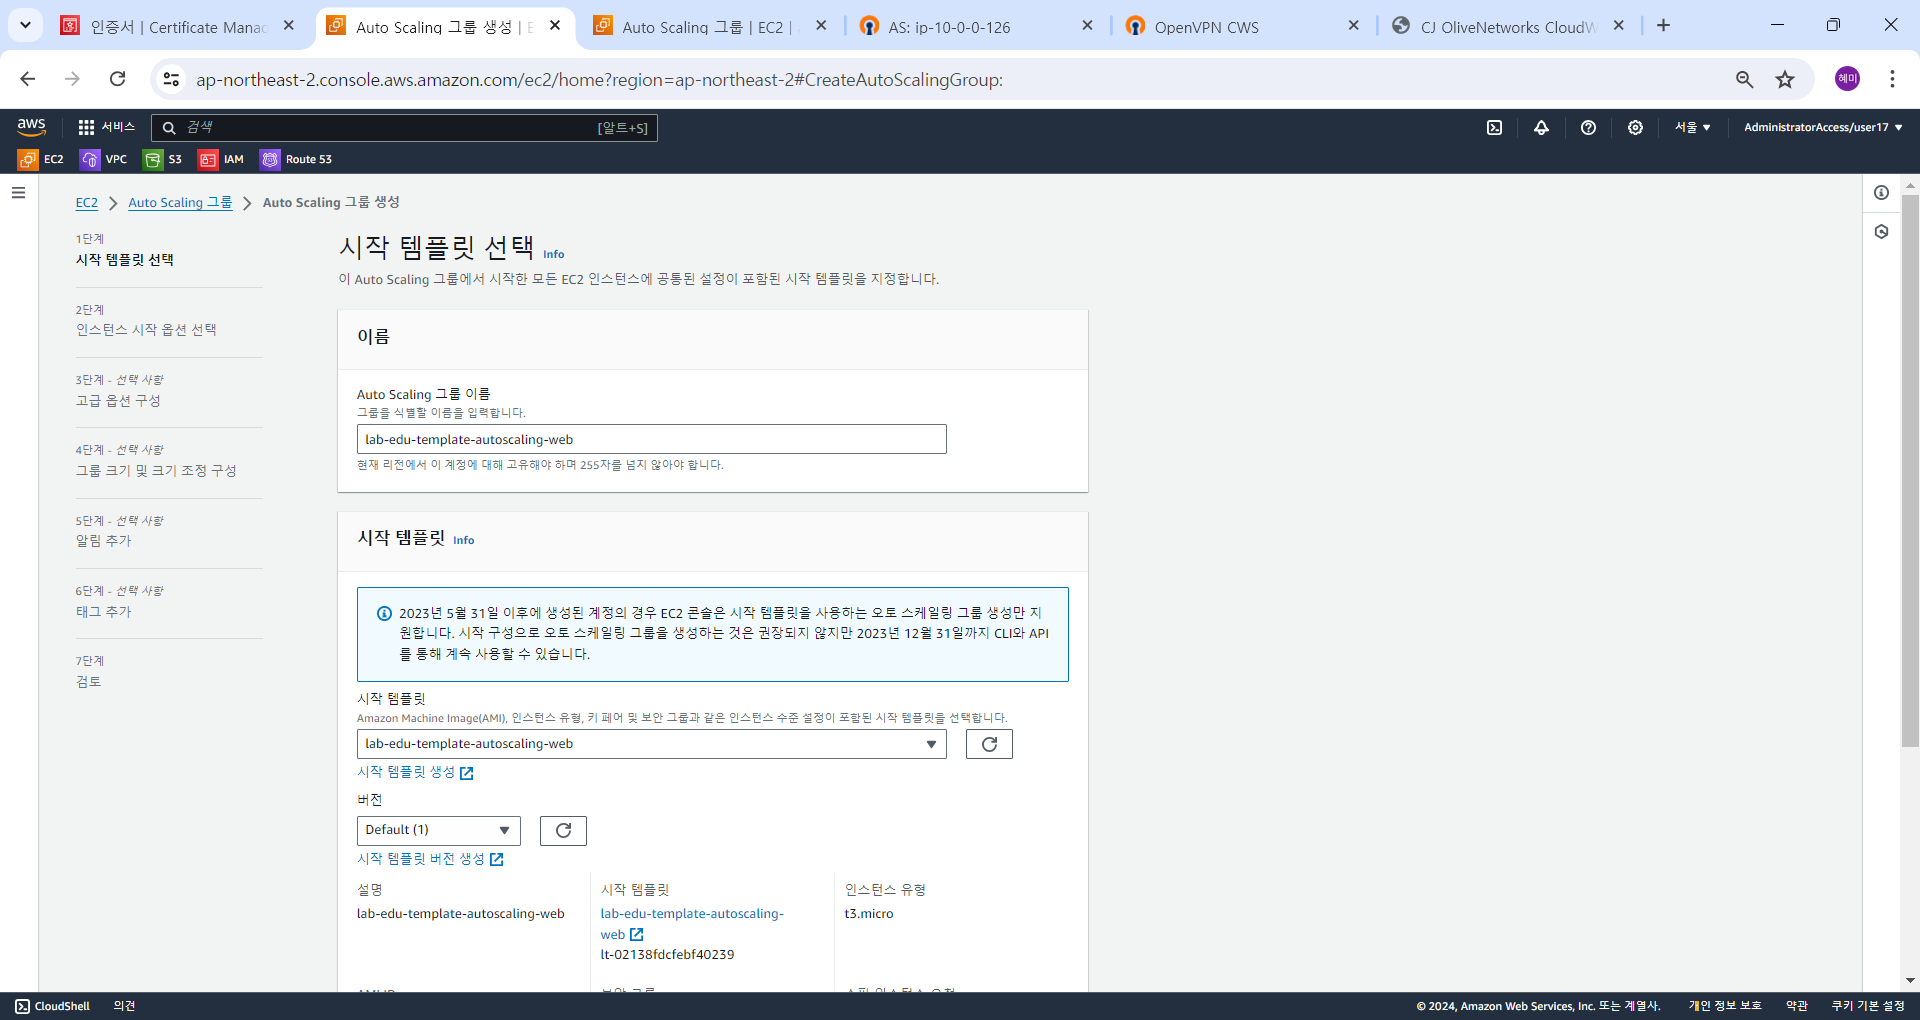 인증서 | Certificate Manac
Auto Scaling 그룹 생성 | E
Auto Scaling 그룹 | EC2 |
AS: ip-10-0-0-126
OpenVPN CWS
CJ OliveNetworks CloudW
ap-northeast-2.console.aws.amazon.com/ec2/home?region=ap-northeast-2#CreateAutoScalingGroup:
혜미
aws
서비스
검색
[알트+S]
서울
AdministratorAccess/user17
EC2
VPC
S3
IAM
Route 53
EC2
Auto Scaling 그룹
Auto Scaling 그룹 생성
1단계
시작 템플릿 선택
2단계
인스턴스 시작 옵션 선택
3단계 - 선택 사항
고급 옵션 구성
4단계 - 선택 사항
그룹 크기 및 크기 조정 구성
5단계 - 선택 사항
알림 추가
6단계 - 선택 사항
태그 추가
7단계
검토
시작 템플릿 선택 Info
이 Auto Scaling 그룹에서 시작한 모든 EC2 인스턴스에 공통된 설정이 포함된 시작 템플릿을 지정합니다.
이름
Auto Scaling 그룹 이름
그룹을 식별할 이름을 입력합니다.
lab-edu-template-autoscaling-web
현재 리전에서 이 계정에 대해 고유해야 하며 255자를 넘지 않아야 합니다.
시작 템플릿 Info
2023년 5월 31일 이후에 생성된 계정의 경우 EC2 콘솔은 시작 템플릿을 사용하는 오토 스케일링 그룹 생성만 지
원합니다. 시작 구성으로 오토 스케일링 그룹을 생성하는 것은 권장되지 않지만 2023년 12월 31일까지 CLI와 API
를 통해 계속 사용할 수 있습니다.
시작 템플릿
Amazon Machine Image(AMI), 인스턴스 유형, 키 페어 및 보안 그룹과 같은 인스턴스 수준 설정이 포함된 시작 템플릿을 선택합니다.
lab-edu-template-autoscaling-web
시작 템플릿 생성
버전
Default (1)
시작 템플릿 버전 생성
설명
lab-edu-template-autoscaling-web
시작 템플릿
lab-edu-template-autoscaling-
web
lt-02138fdcfebf40239
인스턴스 유형
t3.micro
CloudShell
의견
© 2024, Amazon Web Services, Inc. 또는 계열사.
개인 정보 보호
약관
쿠키 기본 설정